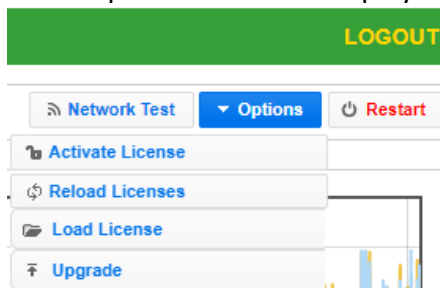 LOGOUT
Network Test Options Restart
Activate License
Reload Licenses
Load License
Upgrade